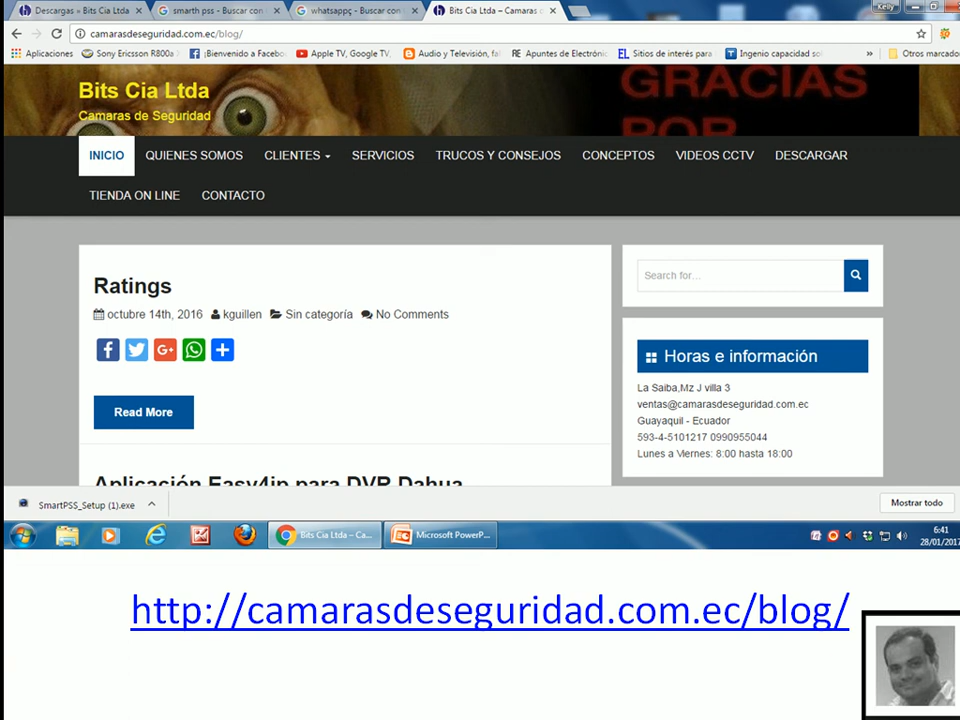 Kelly
Descargas « Bits Cia Ltda
smarth pss - Buscar con
whatsappç - Buscar con
Bits Cia Ltda – Camaras
camarasdeseguridad.com.ec/blog/
Aplicaciones
Sony Ericsson R800a
¡Bienvenido a Facebo
Apple TV, Google TV,
Audio y Televisión, fal
RE Apuntes de Electróni
EL Sitios de interés para
Ingenio capacidad so
»
Otros marcado
Bits Cia Ltda
Camaras de Seguridad
GRACIAS
POR
INICIO QUIENES SOMOS CLIENTES SERVICIOS TRUCOS Y CONSEJOS CONCEPTOS VIDEOS CCTV DESCARGAR
TIENDA ON LINE CONTACTO
Ratings
octubre 14th, 2016 kguillen Sin categoría No Comments
Read More
Aplicación Easy4ip para DVR Dahua
Search for...
Horas e información
La Saiba,Mz J villa 3
ventas@camarasdeseguridad.com.ec
Guayaquil - Ecuador
593-4-5101217 0990955044
Lunes a Viernes: 8:00 hasta 18:00
SmartPSS_Setup (1).exe
Mostrar todo
Bits Cia Ltda – Ca...
Microsoft PowerP...
6:41
28/01/2017
http://camarasdeseguridad.com.ec/blog/